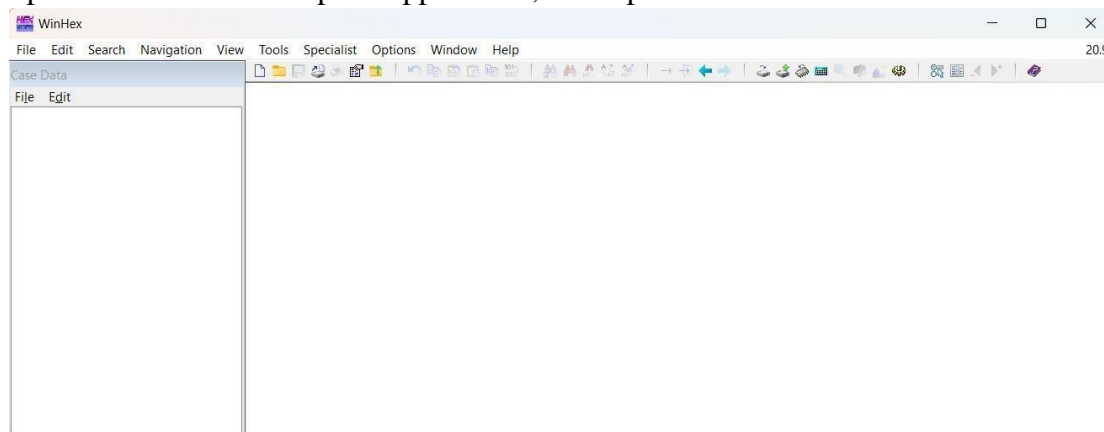 WinHex
File Edit Search Navigation View Tools Specialist Options Window Help
Case Data
File Edit